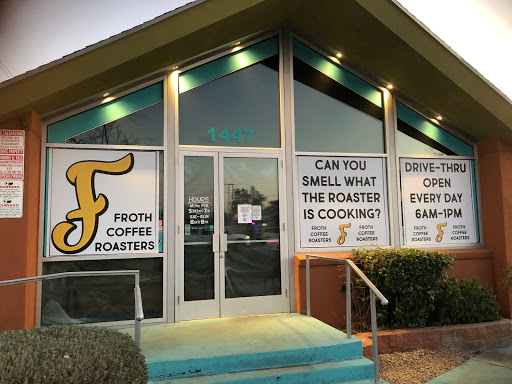 1447
F
FROTH
COFFEE
ROASTERS
HOURS
CAN YOU
SMELL WHAT
THE ROASTER
IS COOKING?
FROTH
COFFEE
ROASTERS
F
FROTH
COFFEE
ROASTERS
DRIVE-THRU
OPEN
EVERY DAY
6AM-1PM
FROTH
COFFEE
ROASTERS
F
F
FROTH
COFFEE
ROASTERS